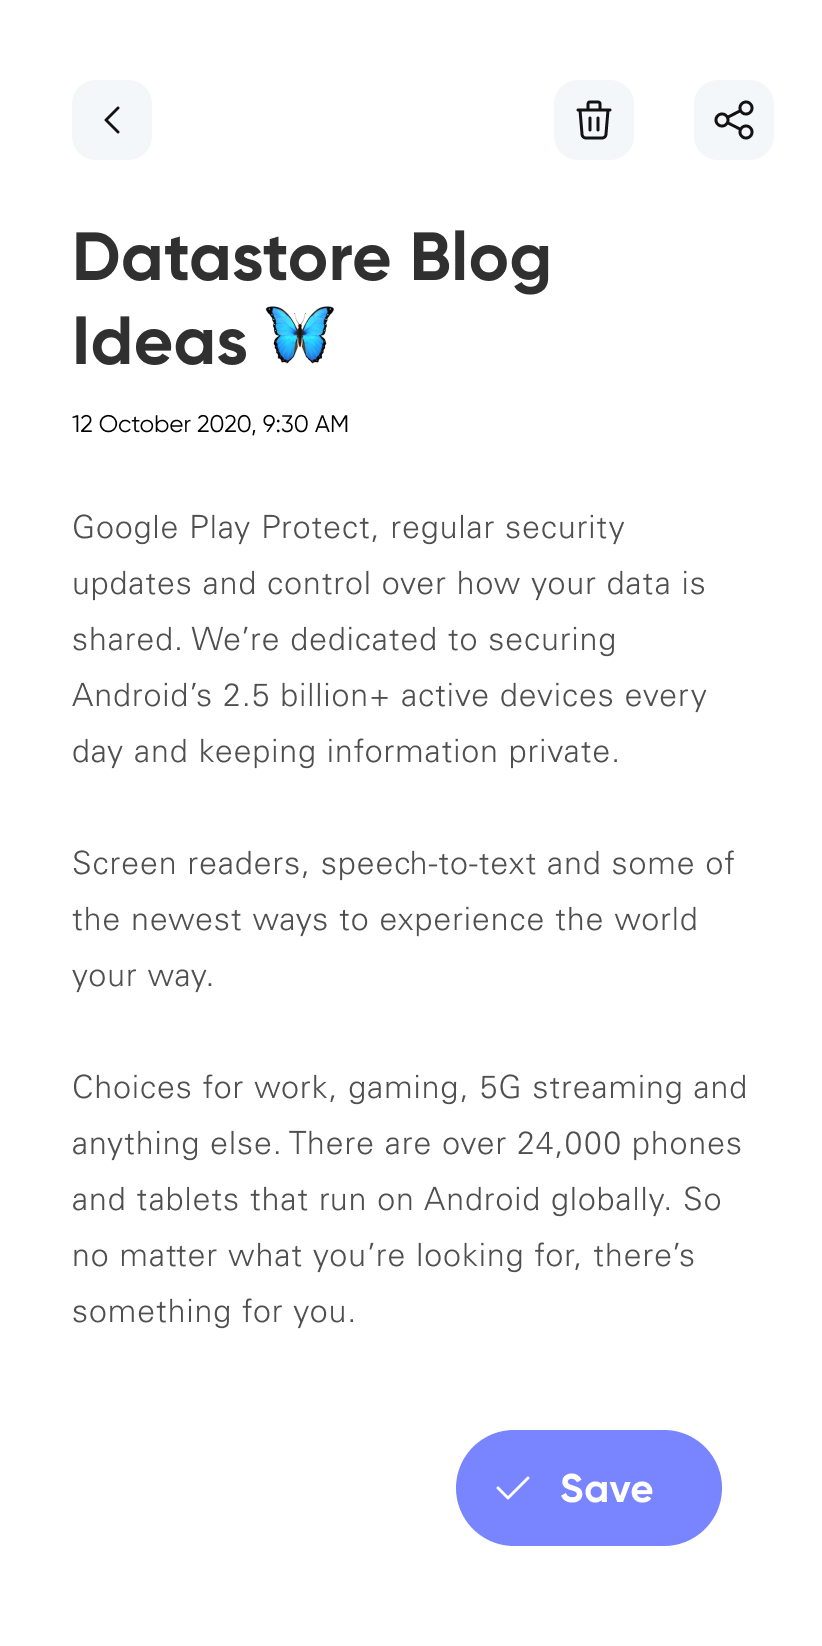 Datastore Blog
Ideas 🦋
12 October 2020, 9:30 AM
Google Play Protect, regular security
updates and control over how your data is
shared. We’re dedicated to securing
Android’s 2.5 billion+ active devices every
day and keeping information private.
Screen readers, speech-to-text and some of
the newest ways to experience the world
your way.
Choices for work, gaming, 5G streaming and
anything else. There are over 24,000 phones
and tablets that run on Android globally. So
no matter what you’re looking for, there’s
something for you.
Save